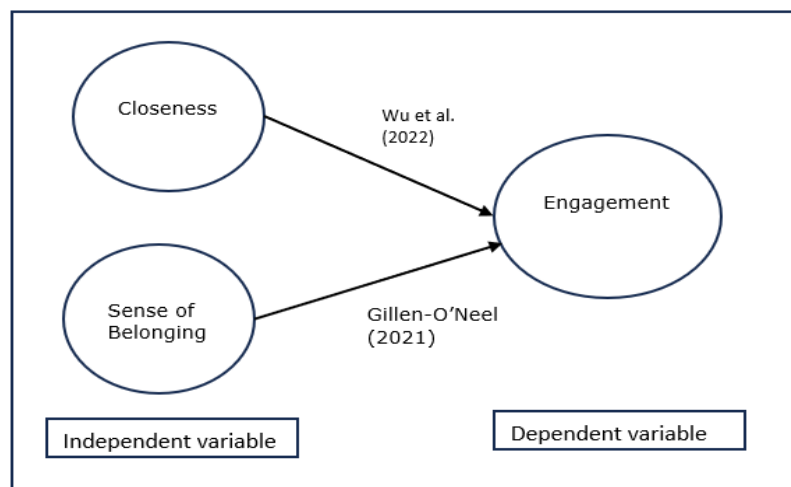 Closeness
Wu et al.
(2022)
Engagement
Sense of
Belonging
Gillen-O’Neel
(2021)
Independent variable
Dependent variable